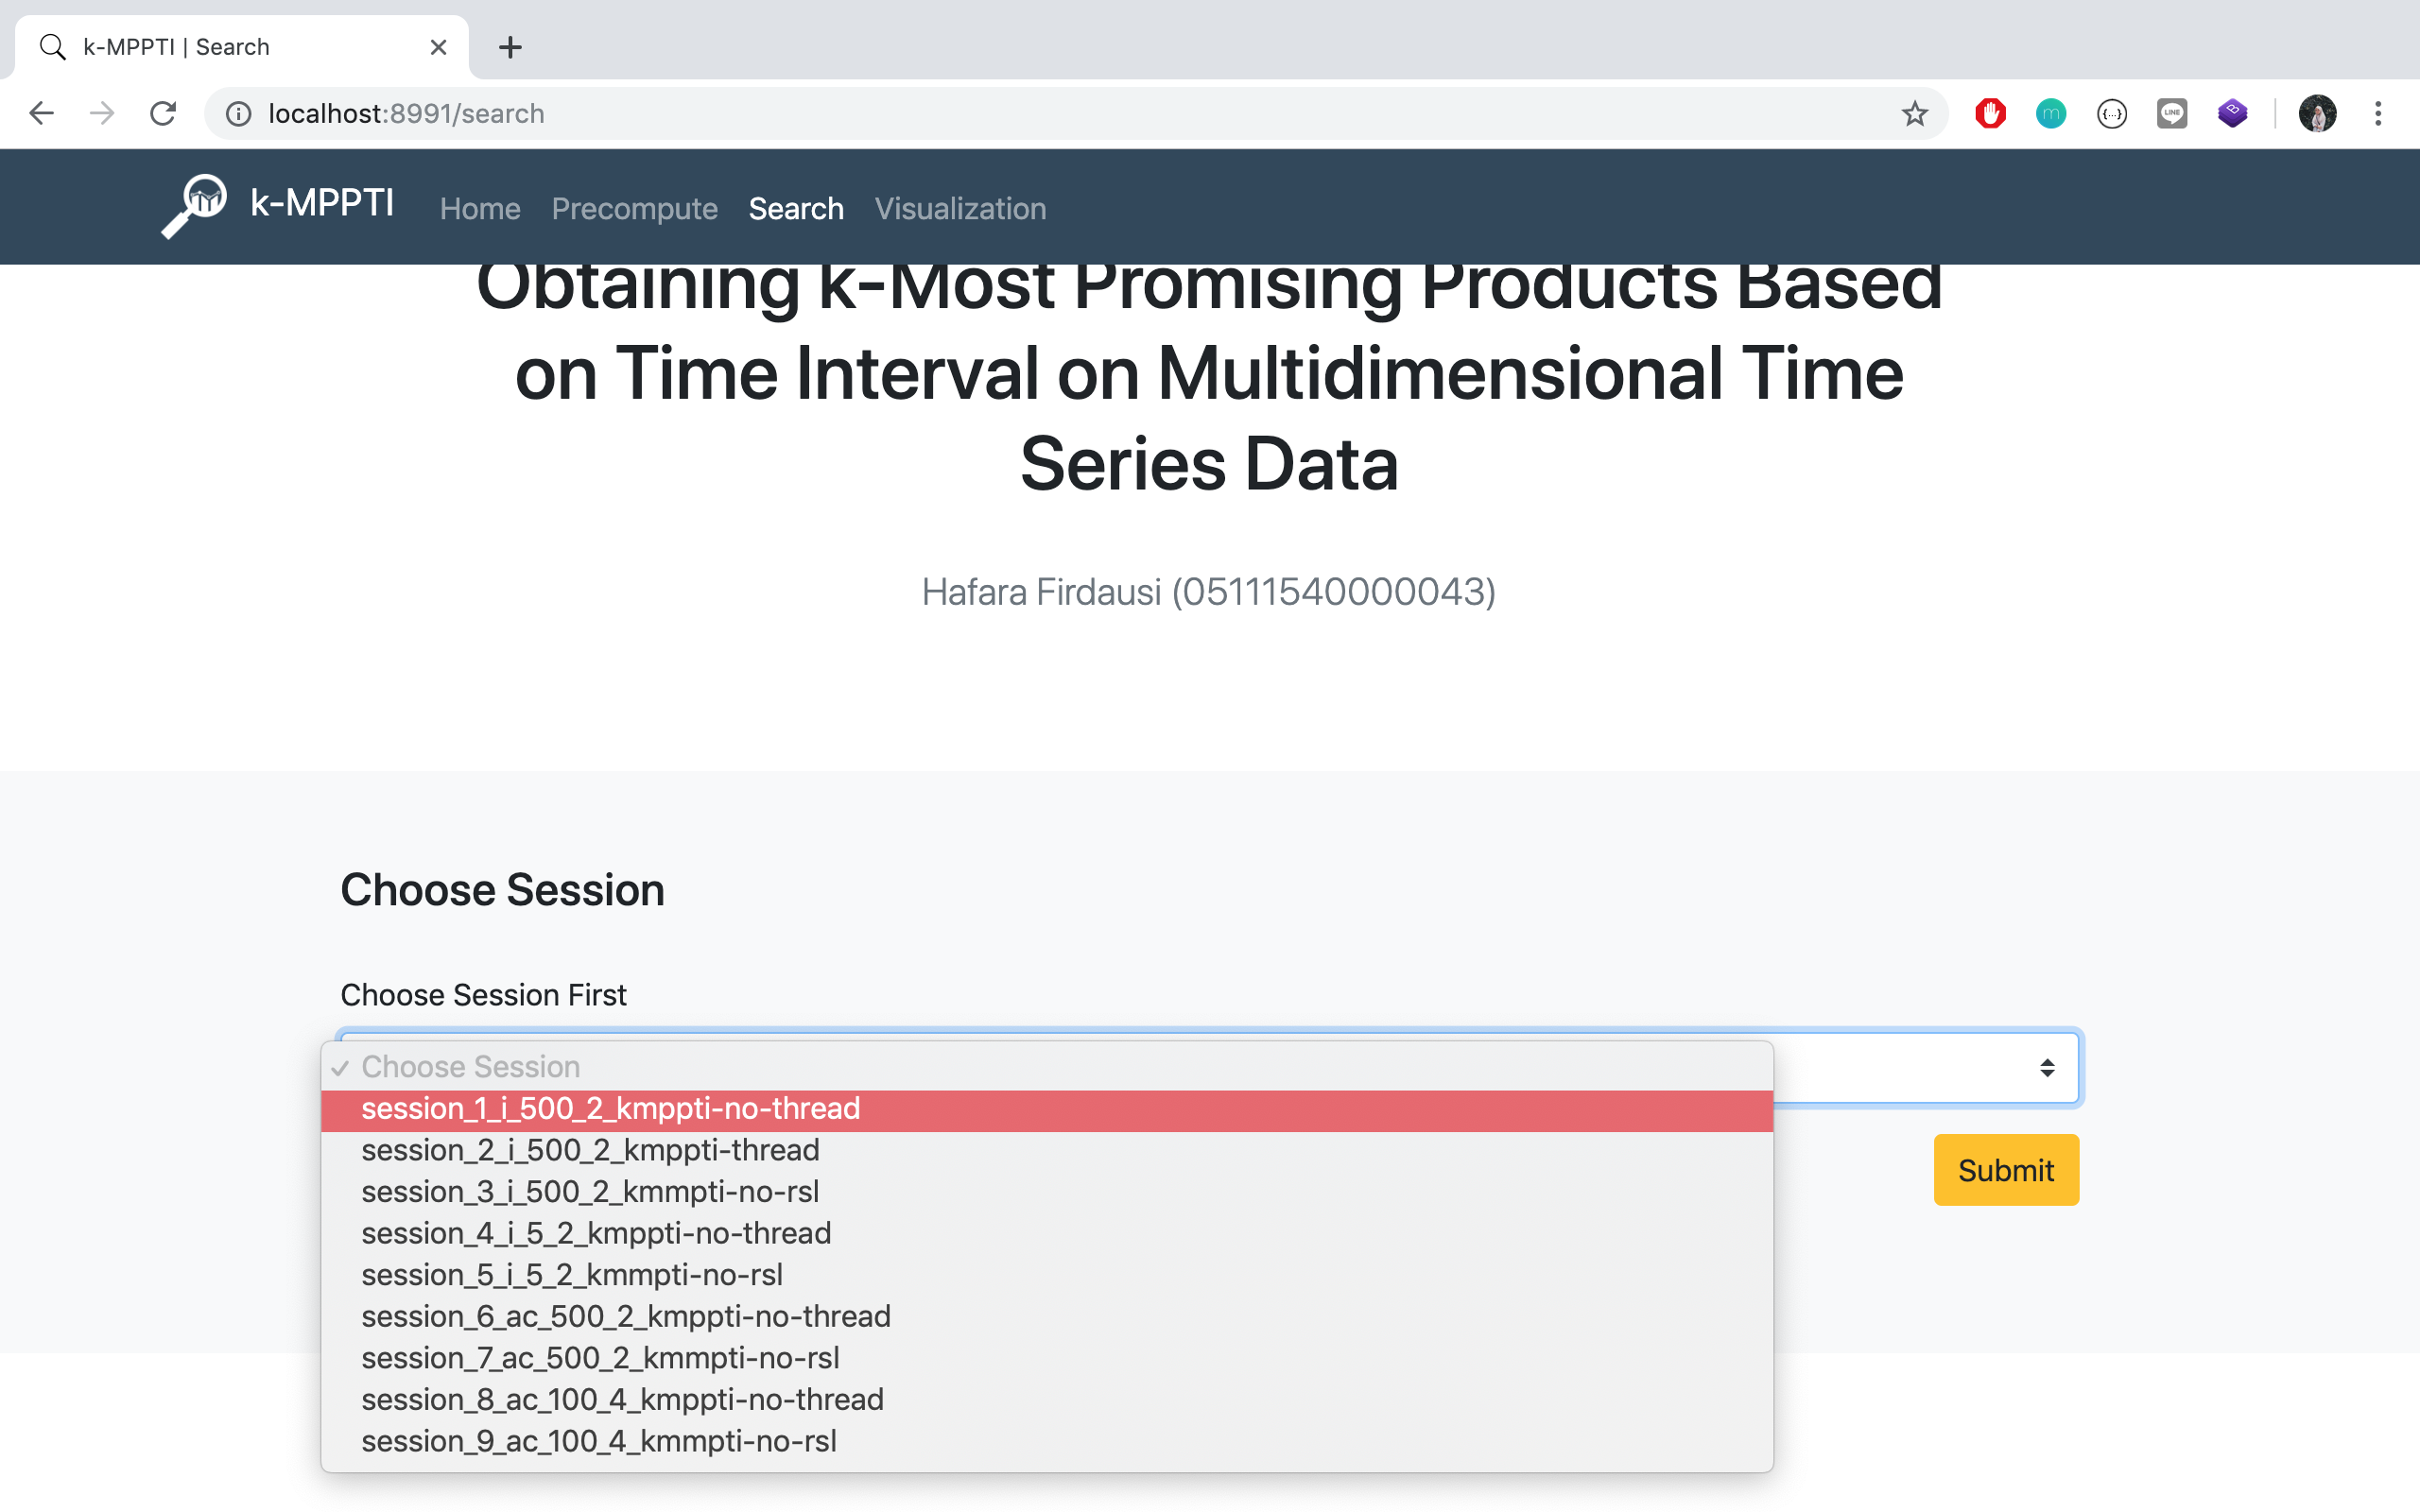 k-MPPTI | Search
localhost:8991/search
LINE
k-MPPTI Home Precompute Search Visualization
Obtaining k-Most Promising Products Based
on Time Interval on Multidimensional Time
Series Data
Hafara Firdausi (05111540000043)
Choose Session
Choose Session First
Choose Session
session_1_i_500_2_kmppti-no-thread
session_2_i_500_2_kmppti-thread
session_3_i_500_2_kmmpti-no-rsl
session_4_i_5_2_kmppti-no-thread
session_5_i_5_2_kmmpti-no-rsl
session_6_ac_500_2_kmppti-no-thread
session_7_ac_500_2_kmmpti-no-rsl
session_8_ac_100_4_kmppti-no-thread
session_9_ac_100_4_kmmpti-no-rsl
Submit